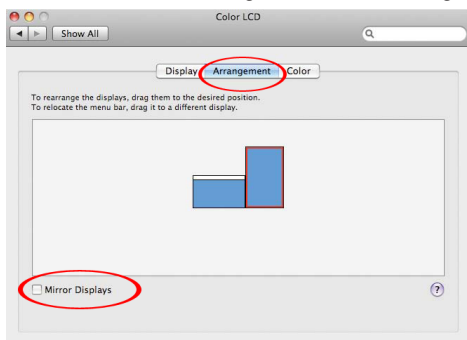 Color LCD
Show All
Display Arrangement Color
To rearrange the displays, drag them to the desired position.
To relocate the menu bar, drag it to a different display.
Mirror Displays
?